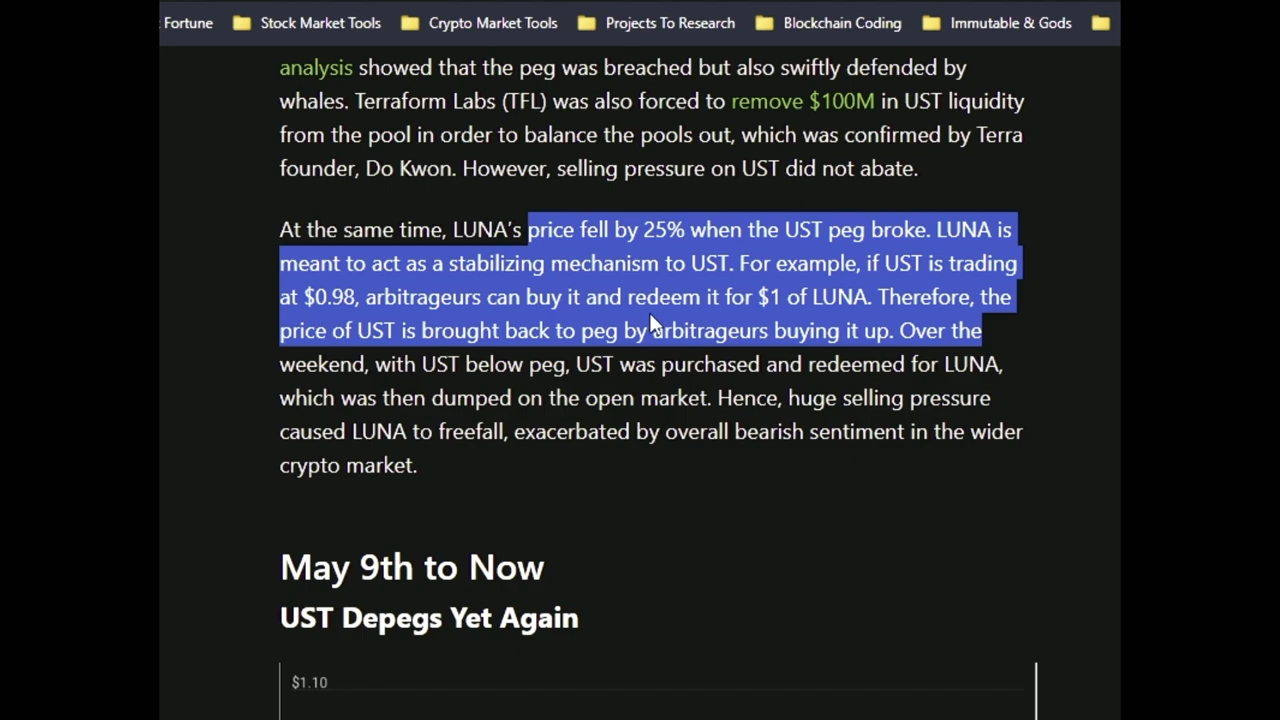 Fortune Stock Market Tools Crypto Market Tools Projects To Research Blockchain Coding Immutable & Gods
analysis showed that the peg was breached but also swiftly defended by
whales. Terraform Labs (TFL) was also forced to remove $100M in UST liquidity
from the pool in order to balance the pools out, which was confirmed by Terra
founder, Do Kwon. However, selling pressure on UST did not abate.
At the same time, LUNA’s price fell by 25% when the UST peg broke. LUNA is
meant to act as a stabilizing mechanism to UST. For example, if UST is trading
at $0.98, arbitrageurs can buy it and redeem it for $1 of LUNA. Therefore, the
price of UST is brought back to peg by arbitrageurs buying it up. Over the
weekend, with UST below peg, UST was purchased and redeemed for LUNA,
which was then dumped on the open market. Hence, huge selling pressure
caused LUNA to freefall, exacerbated by overall bearish sentiment in the wider
crypto market.
May 9th to Now
UST Depegs Yet Again
$1.10